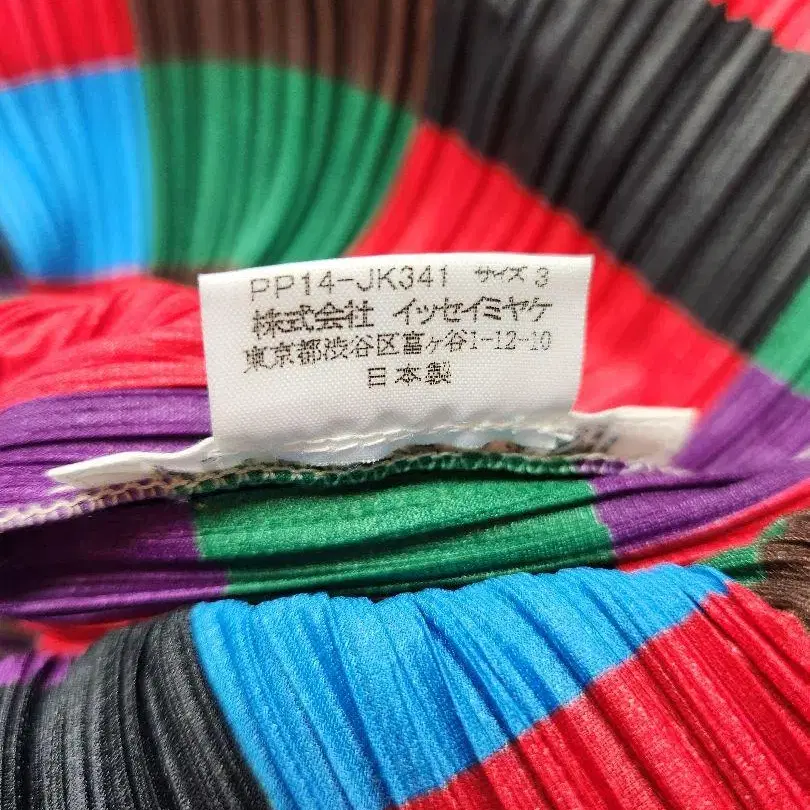 PP14-JK341 サイズ 3
株式会社 イッセイミヤケ
東京都渋谷区富ヶ谷1-12-10
日本製